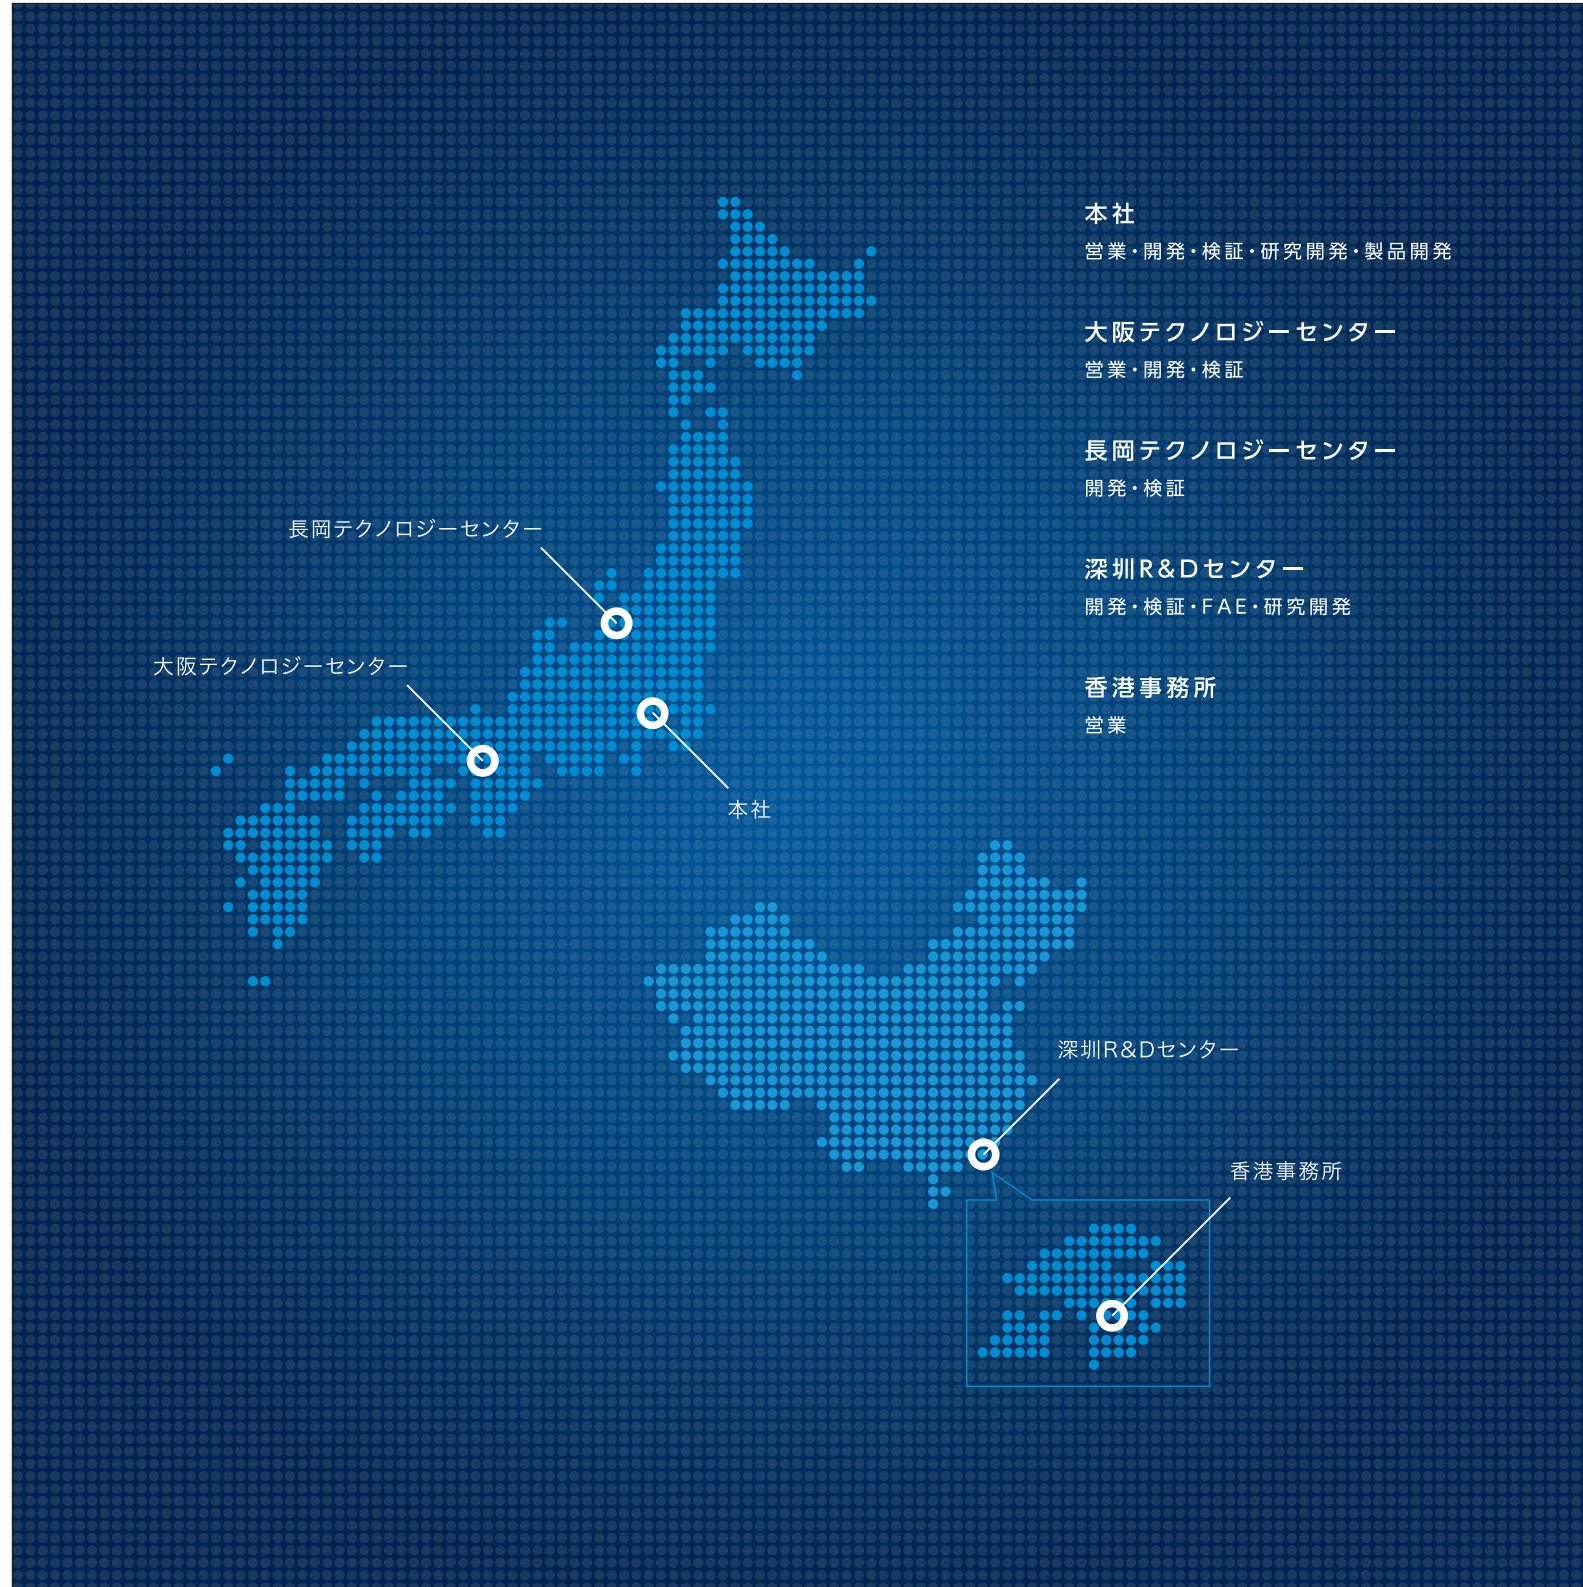 本社
営業・開発・検証・研究開発・製品開発
大阪テクノロジーセンター
営業・開発・検証
長岡テクノロジーセンター
開発・検証
深圳R&Dセンター
開発・検証・FAE・研究開発
香港事務所
営業
長岡テクノロジーセンター
大阪テクノロジーセンター
本社
深圳R&Dセンター
香港事務所